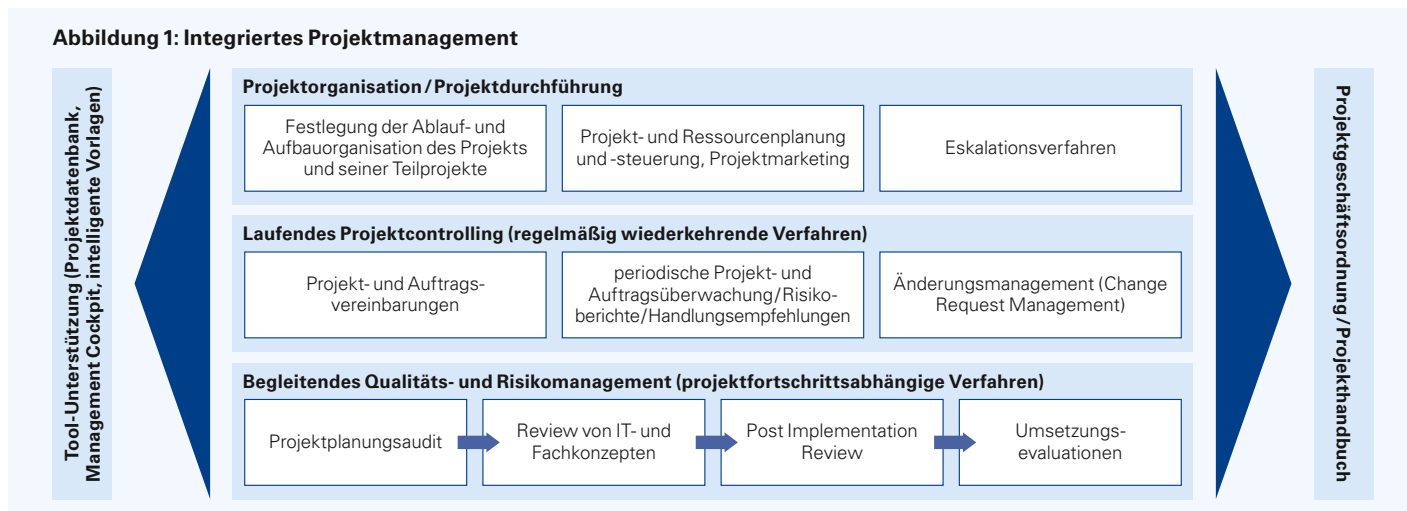 Abbildung 1: Integriertes Projektmanagement
Tool-Unterstützung (Projektdatenbank,
Management Cockpit, intelligente Vorlagen)
Projektorganisation/Projektdurchführung
Festlegung der Ablauf- und
Aufbauorganisation des Projekts
und seiner Teilprojekte
Projekt- und Ressourcenplanung
und -steuerung, Projektmarketing
Eskalationsverfahren
Laufendes Projektcontrolling (regelmäßig wiederkehrende Verfahren)
Projekt- und Auftrags-
vereinbarungen
periodische Projekt- und
Auftragsüberwachung/Risiko-
berichte/Handlungsempfehlungen
Änderungsmanagement (Change
Request Management)
Begleitendes Qualitäts- und Risikomanagement (projektfortschrittsabhängige Verfahren)
Projektplanungsaudit
Review von IT- und
Fachkonzepten
Post Implementation
Review
Umsetzungs-
evaluationen
Projektgeschäftsordnung/Projekthandbuch